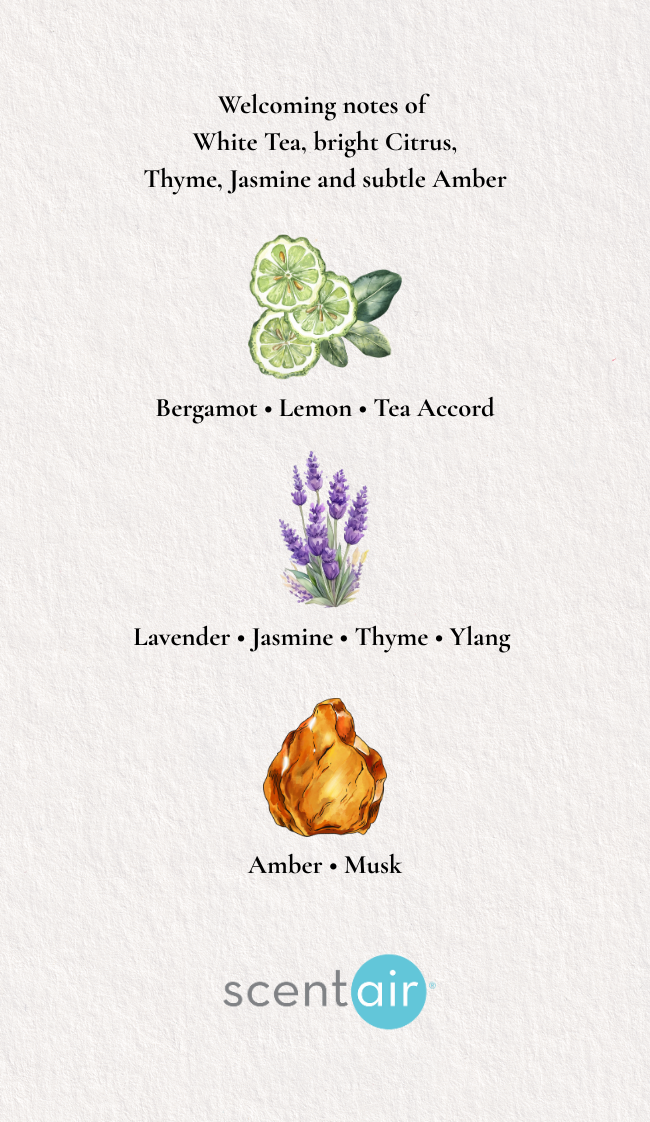 Welcoming notes of
White Tea, bright Citrus,
Thyme, Jasmine and subtle Amber
Bergamot • Lemon • Tea Accord
Lavender • Jasmine • Thyme • Ylang
Amber • Musk
scentair®